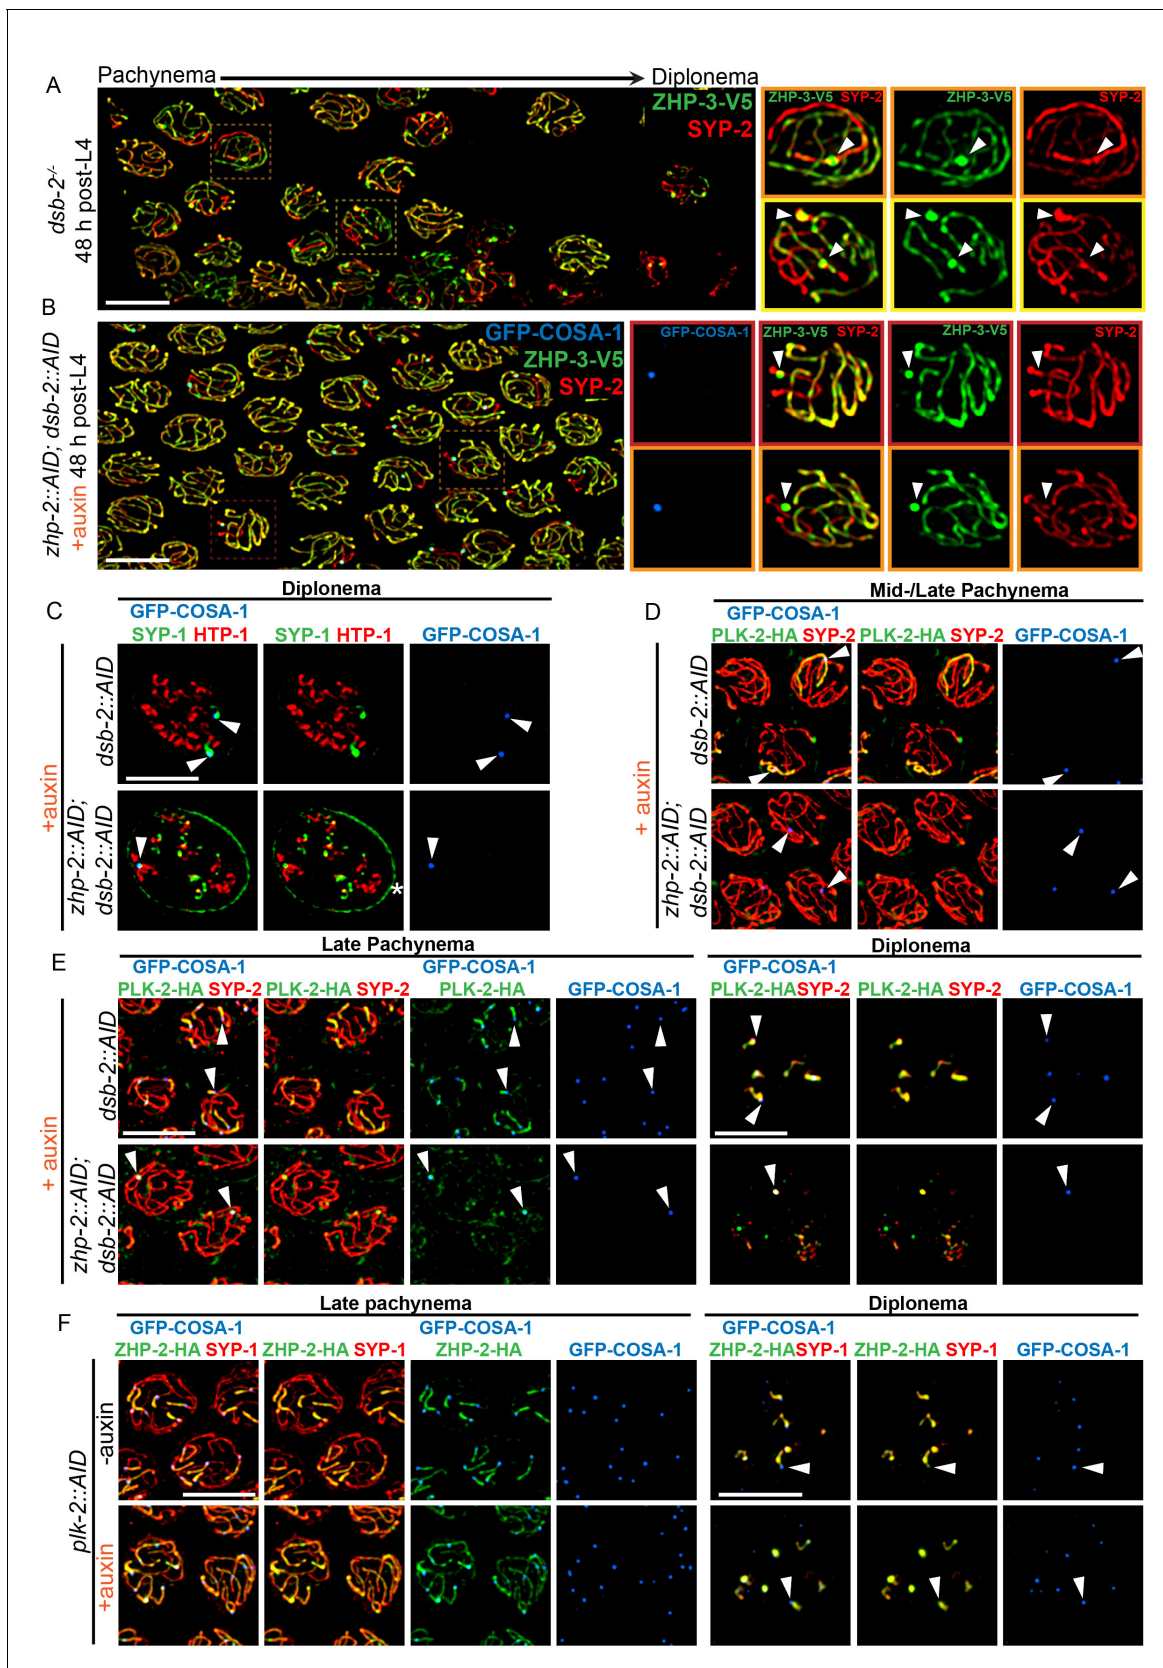 A
Pachynema
Diplonema
dsb-2-/-
48 h post-L4
ZHP-3-V5
SYP-2
ZHP-3-V5 SYP-2
ZHP-3-V5
SYP-2
B
zhp-2::AID; dsb-2::AID
+auxin 48 h post-L4
GFP-COSA-1
ZHP-3-V5
SYP-2
GFP-COSA-1
ZHP-3-V5 SYP-2
ZHP-3-V5
SYP-2
C
Diplonema
GFP-COSA-1
SYP-1 HTP-1
SYP-1 HTP-1
GFP-COSA-1
+auxin
dsb-2::AID
zhp-2::AID;
dsb-2::AID
*
D
Mid-/Late Pachynema
GFP-COSA-1
PLK-2-HA SYP-2
PLK-2-HA SYP-2
GFP-COSA-1
+ auxin
dsb-2::AID
zhp-2::AID;
dsb-2::AID
E
Late Pachynema
GFP-COSA-1
PLK-2-HA SYP-2
PLK-2-HA SYP-2
GFP-COSA-1
PLK-2-HA
GFP-COSA-1
Diplonema
GFP-COSA-1
PLK-2-HASYP-2
PLK-2-HA SYP-2
GFP-COSA-1
+ auxin
dsb-2::AID
zhp-2::AID;
dsb-2::AID
F
Late pachynema
GFP-COSA-1
ZHP-2-HA SYP-1
ZHP-2-HA SYP-1
GFP-COSA-1
ZHP-2-HA
GFP-COSA-1
Diplonema
GFP-COSA-1
ZHP-2-HASYP-1
ZHP-2-HA SYP-1
GFP-COSA-1
plk-2::AID
-auxin
+auxin